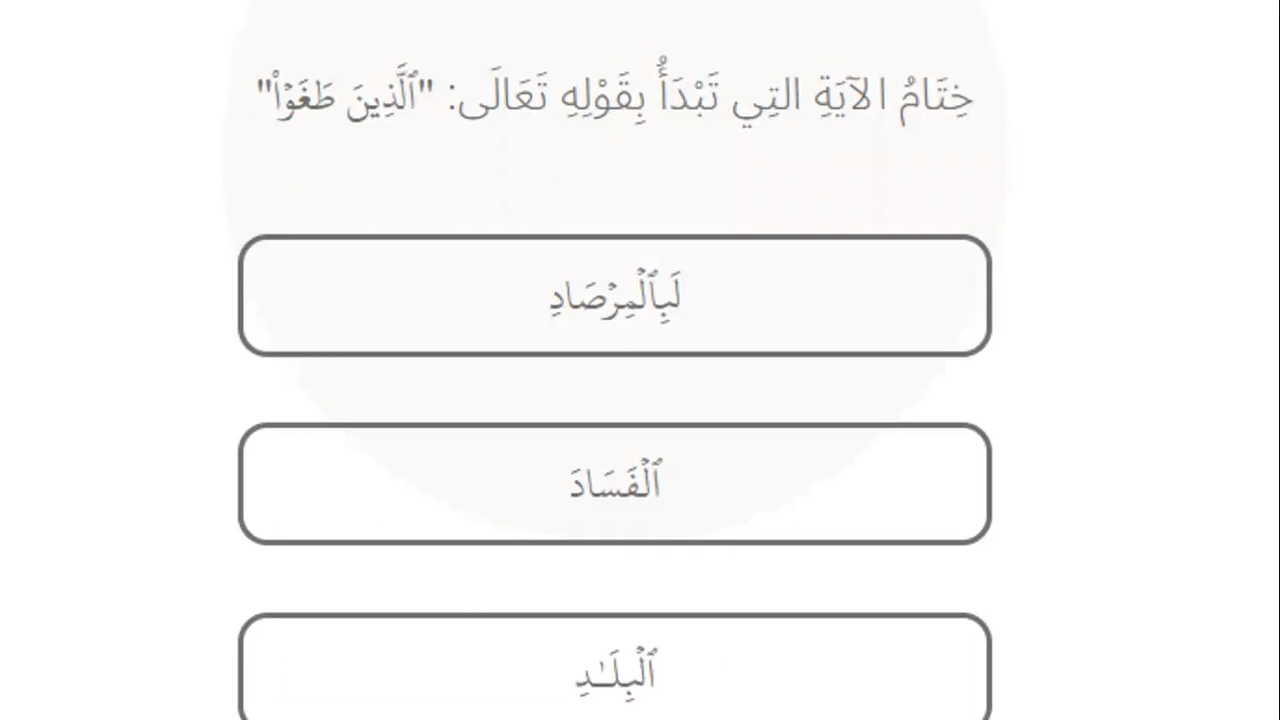 خِتَامُ الآيَةِ التِي تَبْدَأُ بِقَوْلِهِ تَعَالَى: "ٱلَّذِينَ طَغَوۡاْ"
لَبِٱلۡمِرۡصَادِ
ٱلۡفَسَادَ
ٱلۡبِلَٰدِ